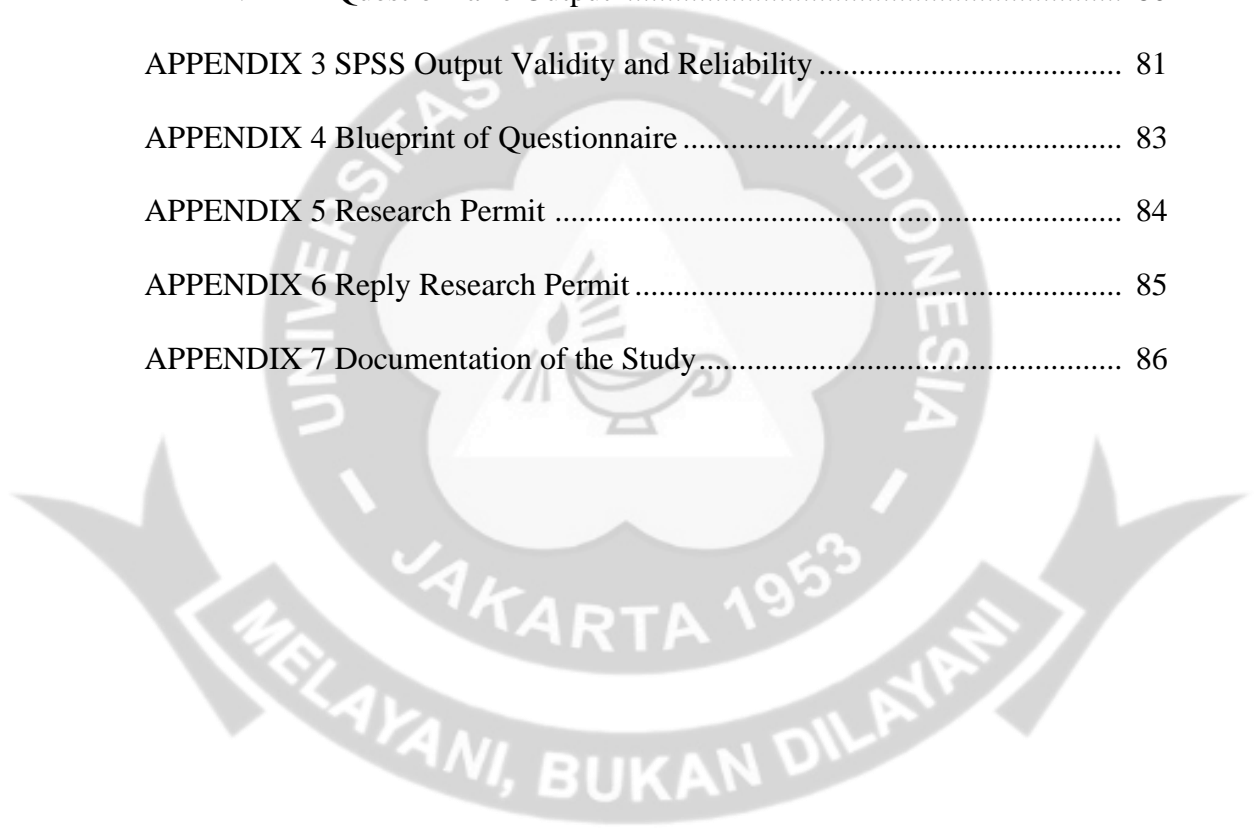 APPENDIX 3 SPSS Output Validity and Reliability .................................. 81
APPENDIX 4 Blueprint of Questionnaire .................................................. 83
APPENDIX 5 Research Permit ................................................................ 84
APPENDIX 6 Reply Research Permit ....................................................... 85
APPENDIX 7 Documentation of the Study ................................................ 86
UNIVERSITAS KRISTEN INDONESIA
- JAKARTA 1953 -
MELAYANI, BUKAN DILAYANI